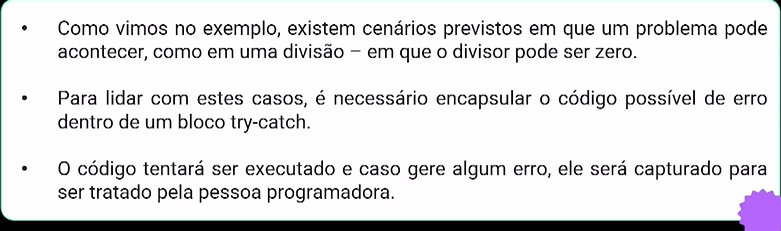 • Como vimos no exemplo, existem cenários previstos em que um problema pode
acontecer, como em uma divisão – em que o divisor pode ser zero.
• Para lidar com estes casos, é necessário encapsular o código possível de erro
dentro de um bloco try-catch.
• O código tentará ser executado e caso gere algum erro, ele será capturado para
ser tratado pela pessoa programadora.